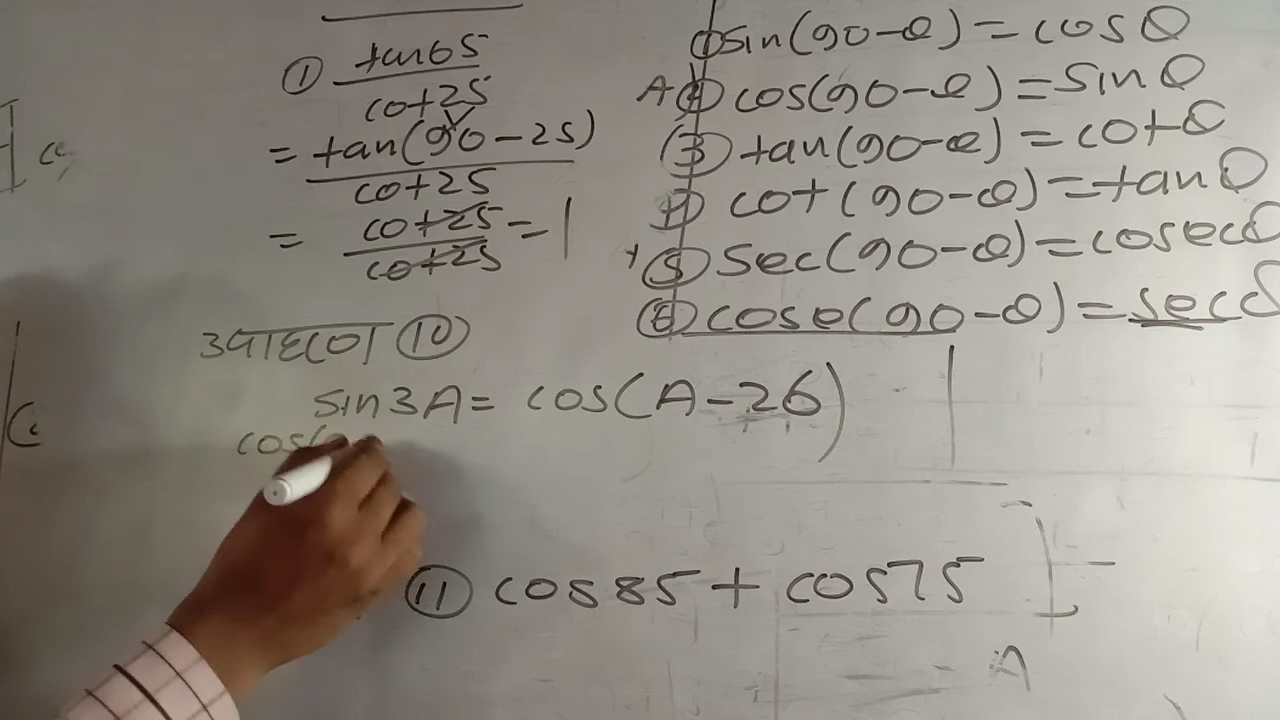 ① tan65
cot25
= tan(90-25)
cot25
= cot25 = 1
cot25
① sin(90-θ) = cosθ
A ② cos(90-θ) = sinθ
③ tan(90-θ) = cotθ
④ cot(90-θ) = tanθ
⑤ sec(90-θ) = cosecθ
⑥ cose(90-θ) = secθ
उदाहरण ⑩
sin3A = cos(A-26)
cos(
⑪ cos85 + cos75
A